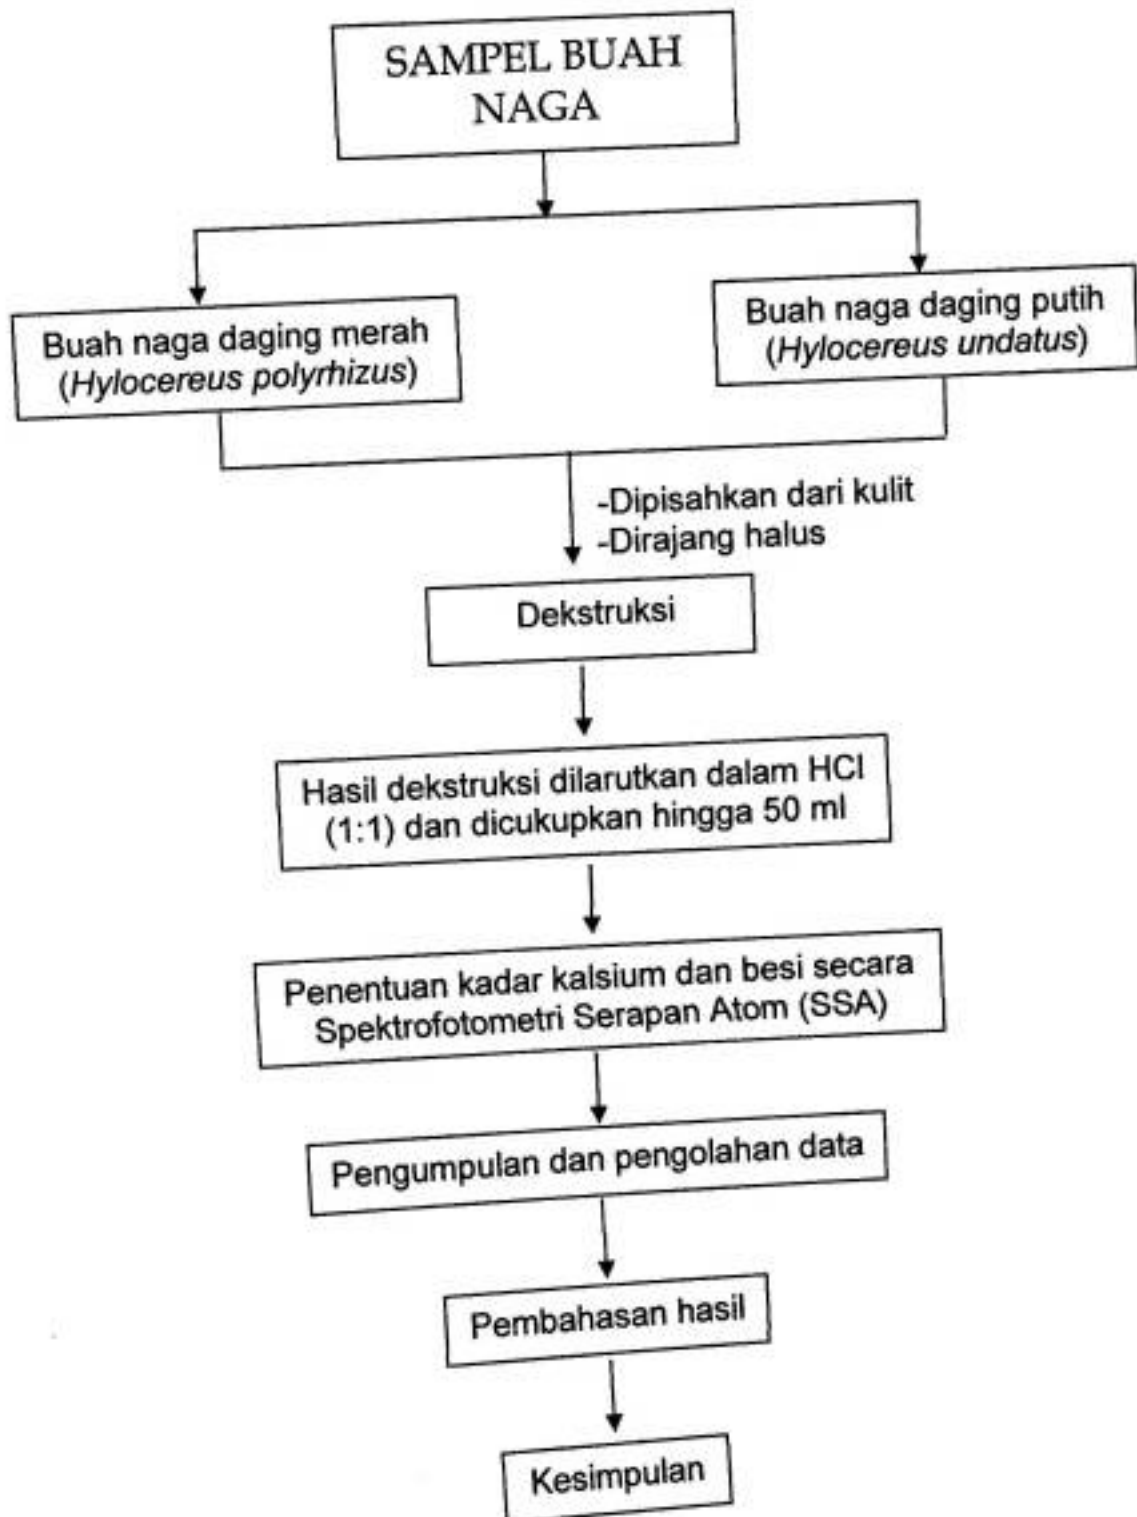 SAMPEL BUAH
NAGA
Buah naga daging merah
(Hylocereus polyrhizus)
Buah naga daging putih
(Hylocereus undatus)
-Dipisahkan dari kulit
-Dirajang halus
Dekstruksi
Hasil dekstruksi dilarutkan dalam HCl
(1:1) dan dicukupkan hingga 50 ml
Penentuan kadar kalsium dan besi secara
Spektrofotometri Serapan Atom (SSA)
Pengumpulan dan pengolahan data
Pembahasan hasil
Kesimpulan